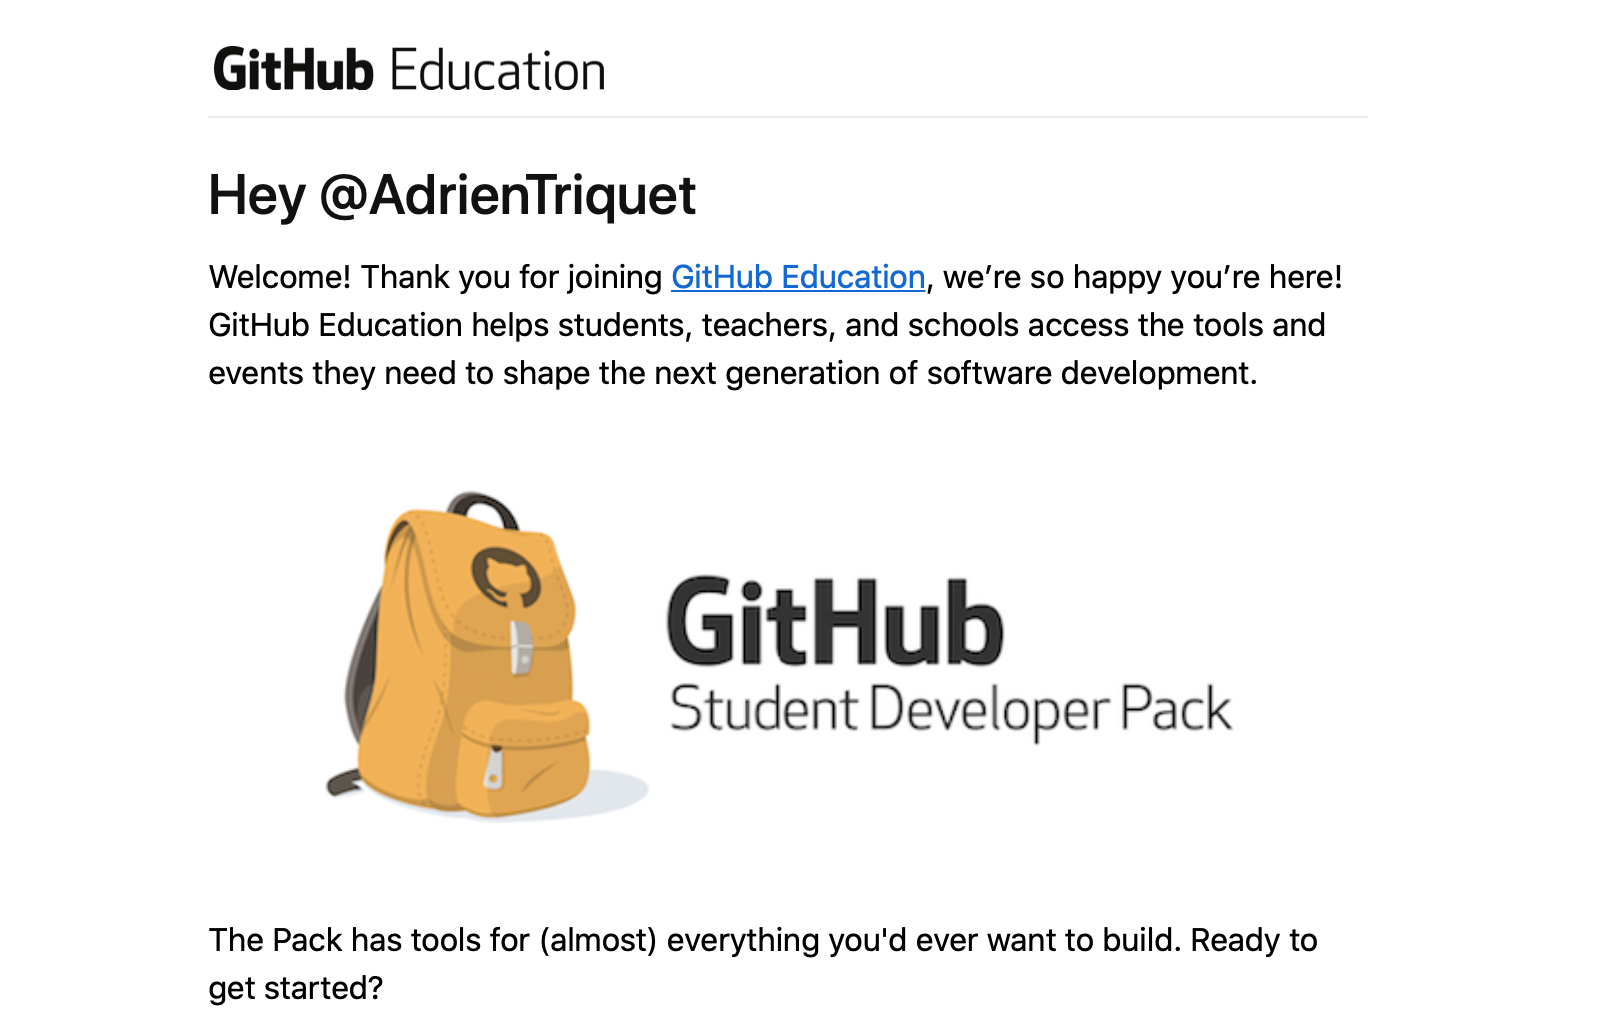 GitHub Education
Hey @AdrienTriquet
Welcome! Thank you for joining GitHub Education, we’re so happy you’re here!
GitHub Education helps students, teachers, and schools access the tools and
events they need to shape the next generation of software development.
GitHub
Student Developer Pack
The Pack has tools for (almost) everything you'd ever want to build. Ready to
get started?